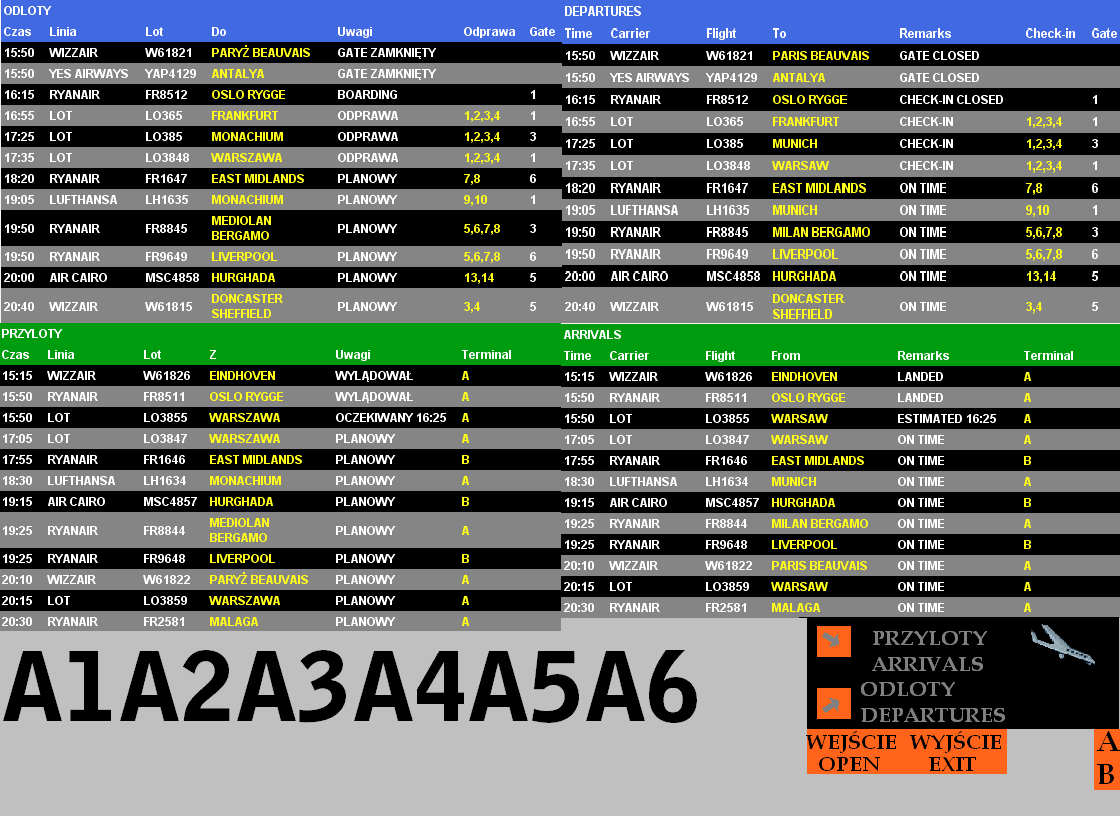 ODLOTY
Czas Linia Lot Do Uwagi Odprawa Gate
15:50 WIZZAIR W61821 PARYŻ BEAUVAIS GATE ZAMKNIĘTY
15:50 YES AIRWAYS YAP4129 ANTALYA GATE ZAMKNIĘTY
16:15 RYANAIR FR8512 OSLO RYGGE BOARDING 1
16:55 LOT LO365 FRANKFURT ODPRAWA 1,2,3,4 1
17:25 LOT LO385 MONACHIUM ODPRAWA 1,2,3,4 3
17:35 LOT LO3848 WARSZAWA ODPRAWA 1,2,3,4 1
18:20 RYANAIR FR1647 EAST MIDLANDS PLANOWY 7,8 6
19:05 LUFTHANSA LH1635 MONACHIUM PLANOWY 9,10 1
19:50 RYANAIR FR8845 MEDIOLAN BERGAMO PLANOWY 5,6,7,8 3
19:50 RYANAIR FR9649 LIVERPOOL PLANOWY 5,6,7,8 6
20:00 AIR CAIRO MSC4858 HURGHADA PLANOWY 13,14 5
20:40 WIZZAIR W61815 DONCASTER SHEFFIELD PLANOWY 3,4 5
DEPARTURES
Time Carrier Flight To Remarks Check-in Gate
15:50 WIZZAIR W61821 PARIS BEAUVAIS GATE CLOSED
15:50 YES AIRWAYS YAP4129 ANTALYA GATE CLOSED
16:15 RYANAIR FR8512 OSLO RYGGE CHECK-IN CLOSED 1
16:55 LOT LO365 FRANKFURT CHECK-IN 1,2,3,4 1
17:25 LOT LO385 MUNICH CHECK-IN 1,2,3,4 3
17:35 LOT LO3848 WARSAW CHECK-IN 1,2,3,4 1
18:20 RYANAIR FR1647 EAST MIDLANDS ON TIME 7,8 6
19:05 LUFTHANSA LH1635 MUNICH ON TIME 9,10 1
19:50 RYANAIR FR8845 MILAN BERGAMO ON TIME 5,6,7,8 3
19:50 RYANAIR FR9649 LIVERPOOL ON TIME 5,6,7,8 6
20:00 AIR CAIRO MSC4858 HURGHADA ON TIME 13,14 5
20:40 WIZZAIR W61815 DONCASTER SHEFFIELD ON TIME 3,4 5
PRZYLOTY
Czas Linia Lot Z Uwagi Terminal
15:15 WIZZAIR W61826 EINDHOVEN WYLĄDOWAŁ A
15:50 RYANAIR FR8511 OSLO RYGGE WYLĄDOWAŁ A
15:50 LOT LO3855 WARSZAWA OCZEKIWANY 16:25 A
17:05 LOT LO3847 WARSZAWA PLANOWY A
17:55 RYANAIR FR1646 EAST MIDLANDS PLANOWY B
18:30 LUFTHANSA LH1634 MONACHIUM PLANOWY A
19:15 AIR CAIRO MSC4857 HURGHADA PLANOWY B
19:25 RYANAIR FR8844 MEDIOLAN BERGAMO PLANOWY A
19:25 RYANAIR FR9648 LIVERPOOL PLANOWY B
20:10 WIZZAIR W61822 PARYŻ BEAUVAIS PLANOWY A
20:15 LOT LO3859 WARSZAWA PLANOWY A
20:30 RYANAIR FR2581 MALAGA PLANOWY A
ARRIVALS
Time Carrier Flight From Remarks Terminal
15:15 WIZZAIR W61826 EINDHOVEN LANDED A
15:50 RYANAIR FR8511 OSLO RYGGE LANDED A
15:50 LOT LO3855 WARSAW ESTIMATED 16:25 A
17:05 LOT LO3847 WARSAW ON TIME A
17:55 RYANAIR FR1646 EAST MIDLANDS ON TIME B
18:30 LUFTHANSA LH1634 MUNICH ON TIME A
19:15 AIR CAIRO MSC4857 HURGHADA ON TIME B
19:25 RYANAIR FR8844 MILAN BERGAMO ON TIME A
19:25 RYANAIR FR9648 LIVERPOOL ON TIME B
20:10 WIZZAIR W61822 PARIS BEAUVAIS ON TIME A
20:15 LOT LO3859 WARSAW ON TIME A
20:30 RYANAIR FR2581 MALAGA ON TIME A
A1A2A3A4A5A6
PRZYLOTY
ARRIVALS
ODLOTY
DEPARTURES
WEJŚCIE WYJŚCIE
OPEN EXIT
A
B